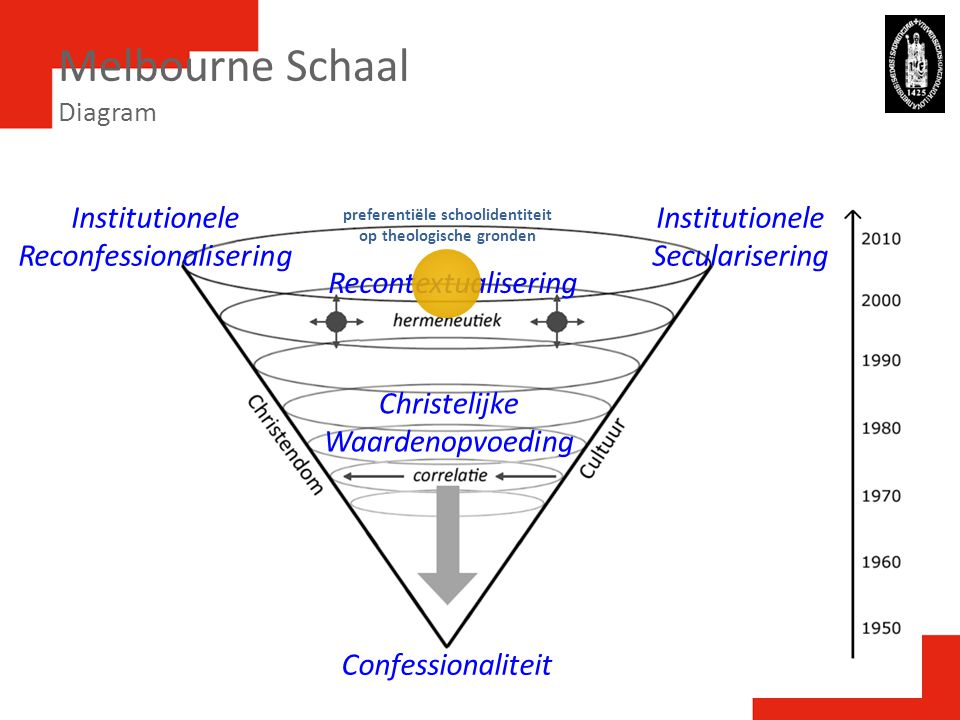 Melbourne Schaal
Diagram
1425
Institutionele
Reconfessionalisering
preferentiële schoolidentiteit
op theologische gronden
Institutionele
Secularisering
Recontextualisering
hermeneutiek
Christelijke
Waardenopvoeding
Christendom
Cultuur
correlatie
Confessionaliteit
2010
2000
1990
1980
1970
1960
1950